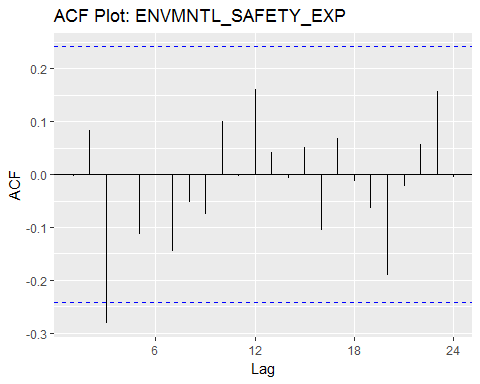 ACF Plot: ENVMNTL_SAFETY_EXP
0.2
0.1
0.0
-0.1
-0.2
-0.3
ACF
6 12 18 24
Lag